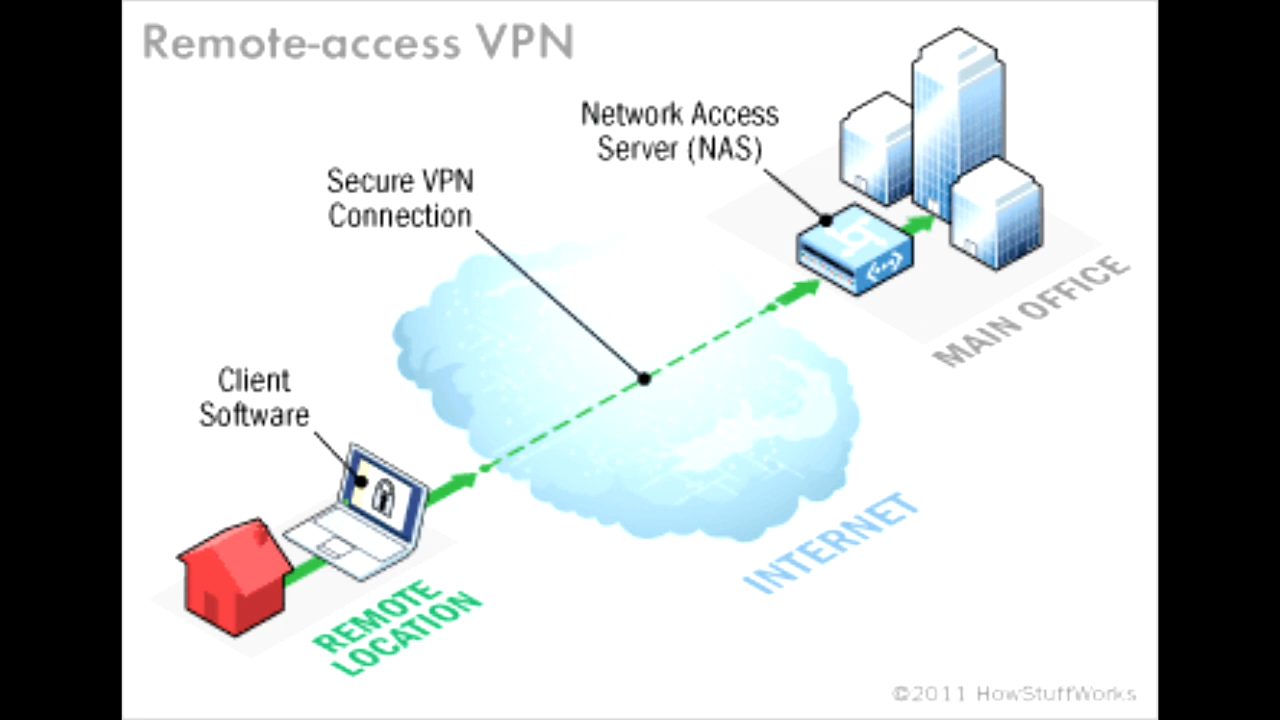 Remote-access VPN
Network Access
Server (NAS)
Secure VPN
Connection
MAIN OFFICE
Client
Software
INTERNET
REMOTE
LOCATION
©2011 HowStuffWorks